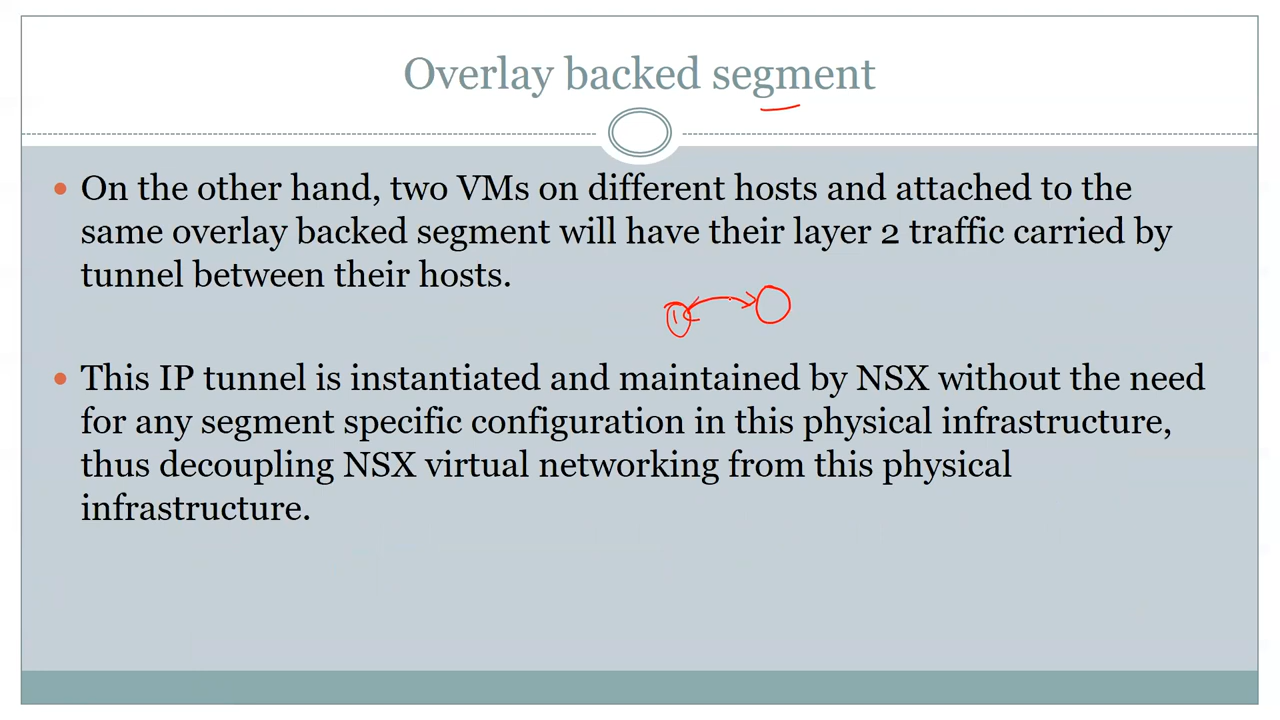 Overlay backed segment
• On the other hand, two VMs on different hosts and attached to the
same overlay backed segment will have their layer 2 traffic carried by
tunnel between their hosts.
• This IP tunnel is instantiated and maintained by NSX without the need
for any segment specific configuration in this physical infrastructure,
thus decoupling NSX virtual networking from this physical
infrastructure.